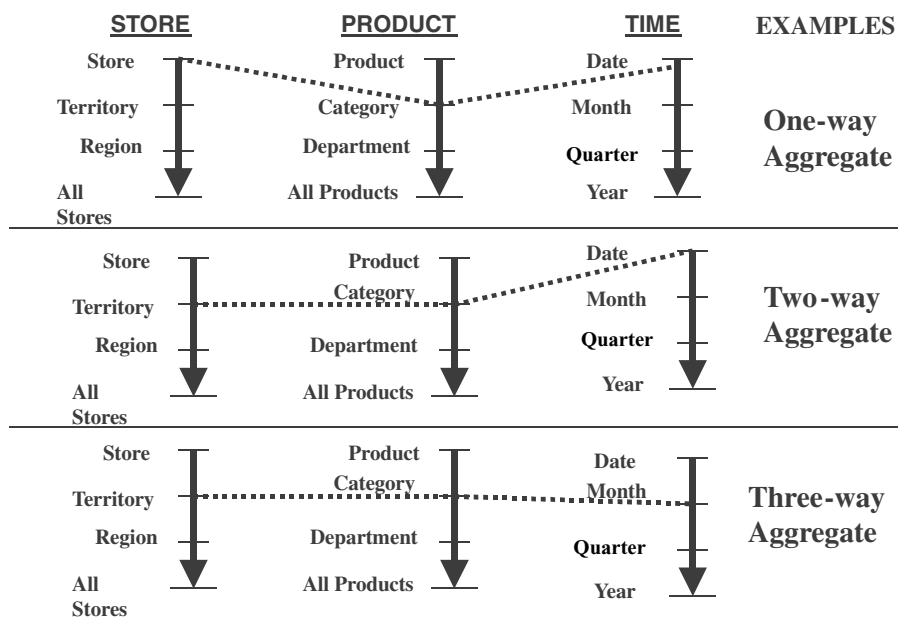 STORE PRODUCT TIME EXAMPLES
Store Product Date
Territory Category Month
One-way
Aggregate
Region Department Quarter
All Products Year
All
Stores
Store Product Date
Category
Territory Month
Two-way
Aggregate
Region Department Quarter
All Products Year
All
Stores
Store Product Date
Category Month
Territory
Three-way
Aggregate
Region Department Quarter
All Products Year
All
Stores